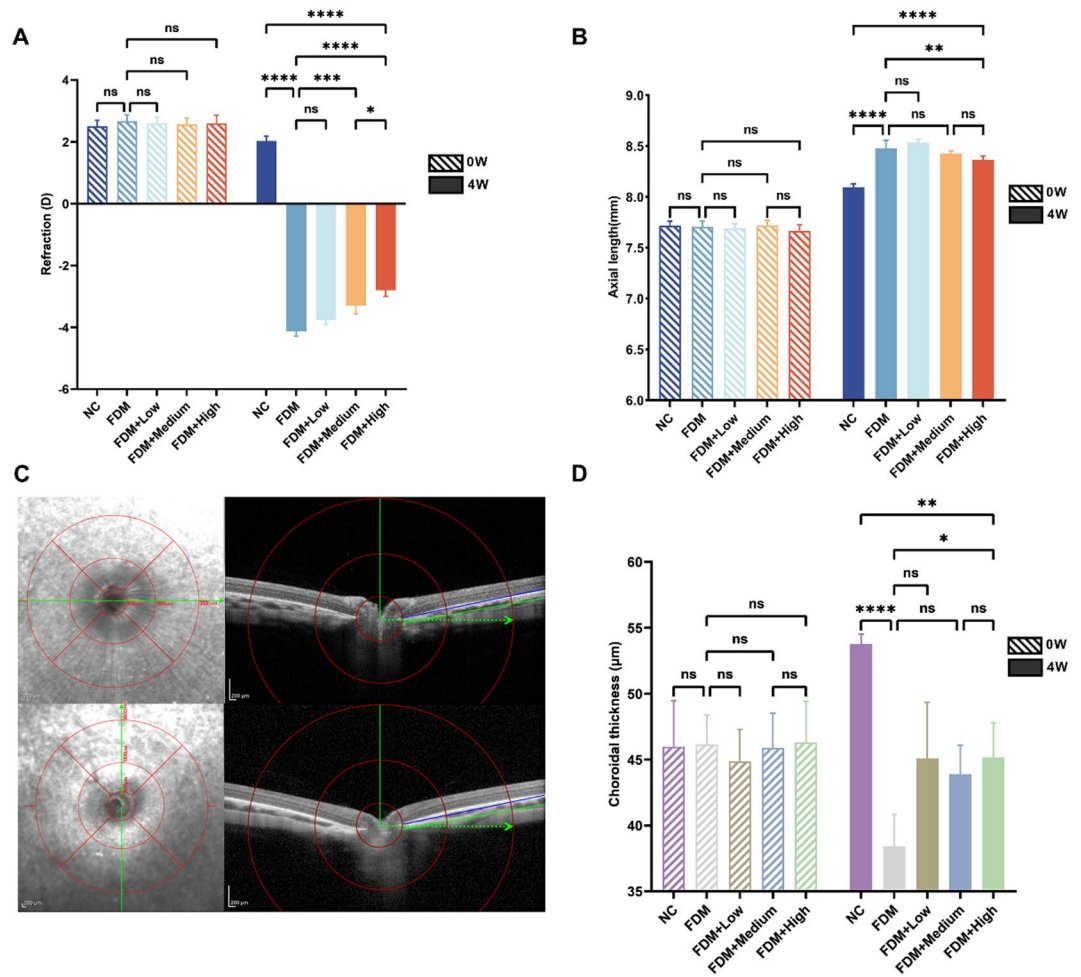 A
ns
ns
ns
ns
****
****
****
***
ns
*
Refraction (D)
4
2
0
-2
-4
-6
NC
FDM
FDM+Low
FDM+Medium
FDM+High
NC
FDM
FDM+Low
FDM+Medium
FDM+High
0W
4W
B
****
**
ns
****
ns
ns
ns
ns
ns
ns
ns
Axial length(mm)
9.0
8.5
8.0
7.5
7.0
6.5
6.0
NC
FDM
FDM+Low
FDM+Medium
FDM+High
NC
FDM
FDM+Low
FDM+Medium
FDM+High
0W
4W
C
200 µm
200 µm
200 µm
200 µm
D
**
*
ns
****
ns
ns
ns
ns
ns
ns
ns
Choroidal thickness (µm)
60
55
50
45
40
35
NC
FDM
FDM+Low
FDM+Medium
FDM+High
NC
FDM
FDM+Low
FDM+Medium
FDM+High
0W
4W